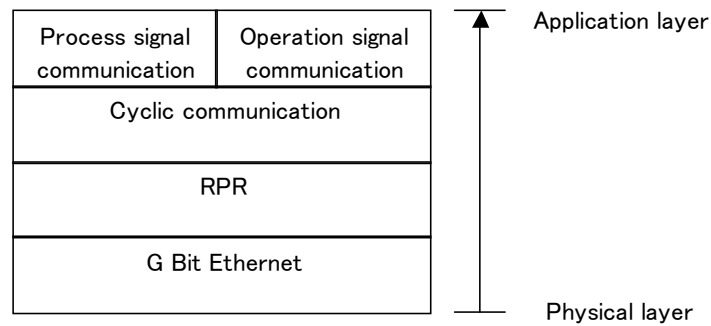 Process signal
communication
Operation signal
communication
Cyclic communication
RPR
G Bit Ethernet
Application layer
Physical layer